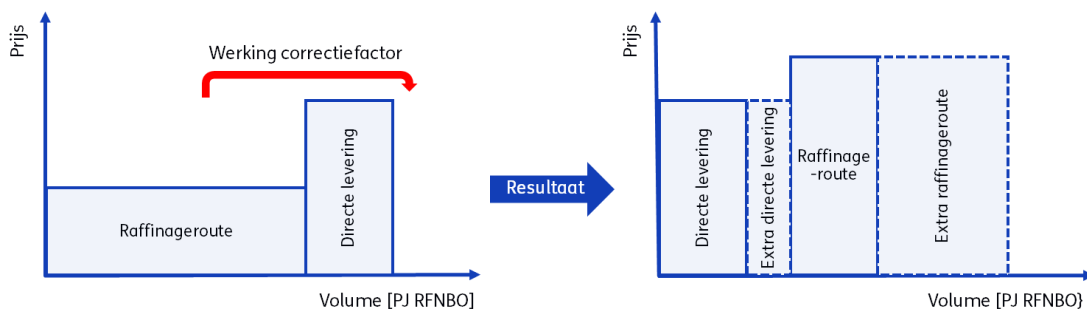 Prijs
Werking correctiefactor
Raffinageroute
Directe levering
Volume [PJ RFNBO]
Resultaat
Prijs
Directe levering
Extra directe levering
Raffinage
-route
Extra raffinageroute
Volume [PJ RFNBO}